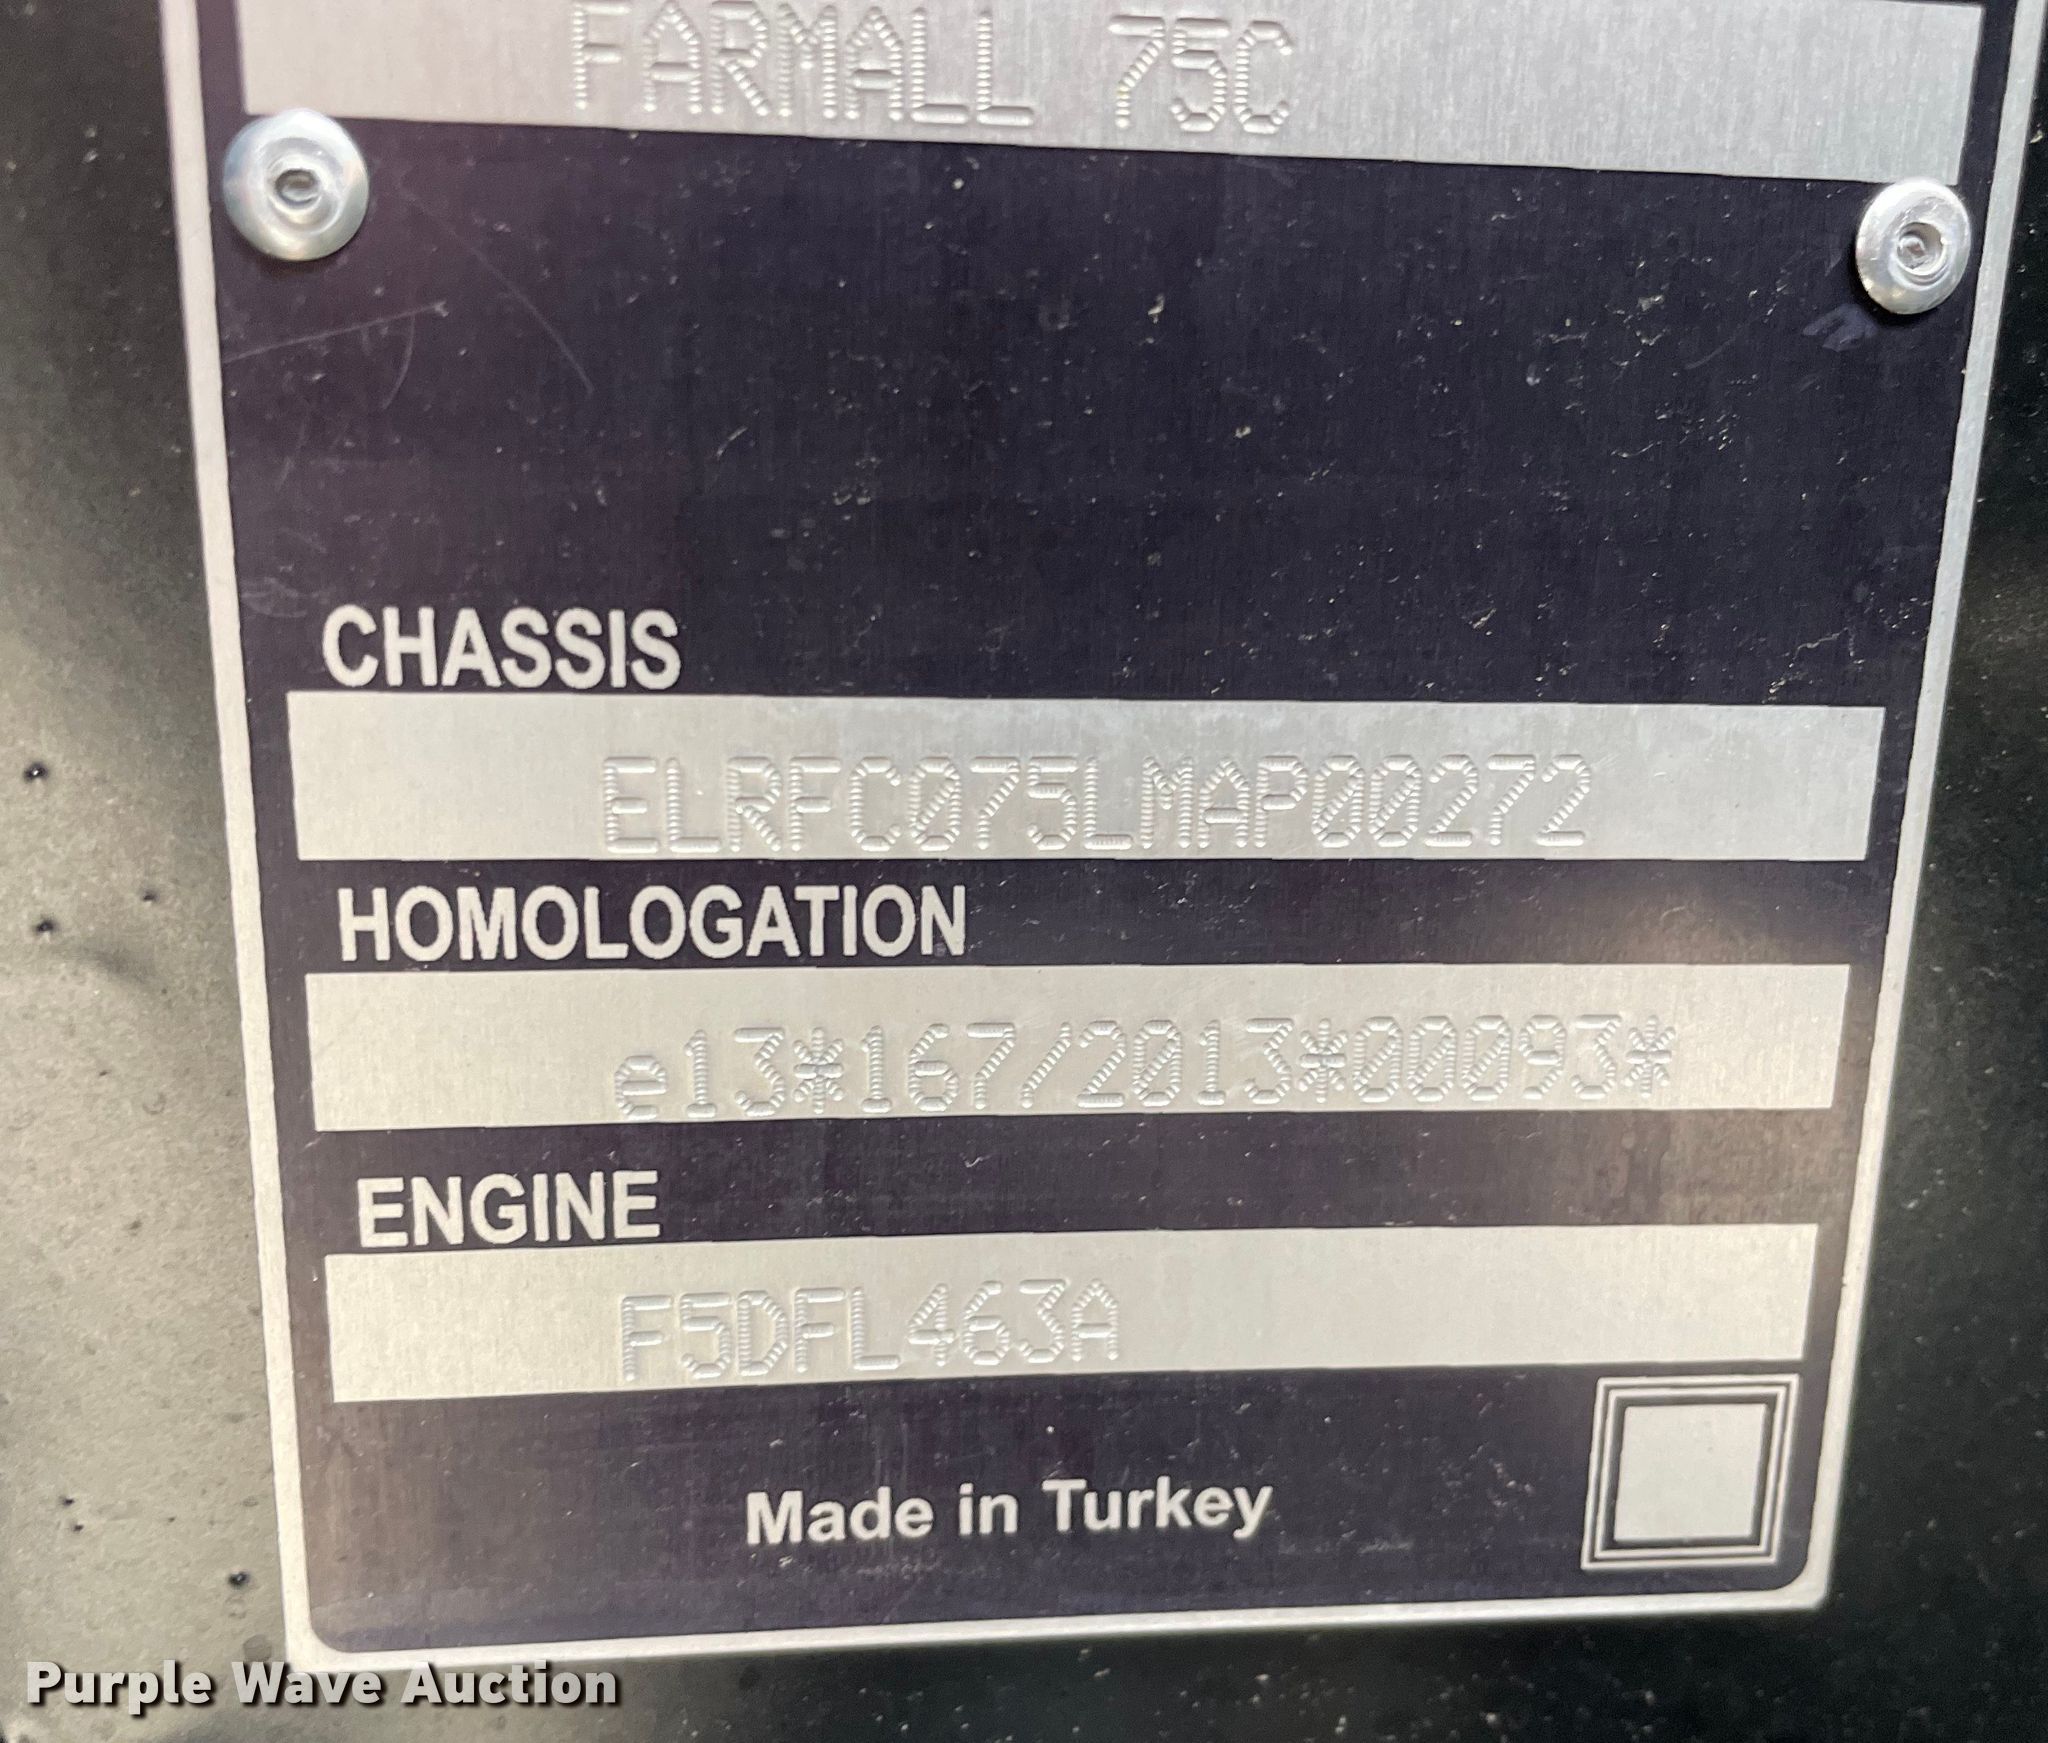 FARMALL 75C
CHASSIS
ELRFC075LMAP00272
HOMOLOGATION
e13*167/2013*00093*
ENGINE
F5DFL463A
Made in Turkey
Purple Wave Auction